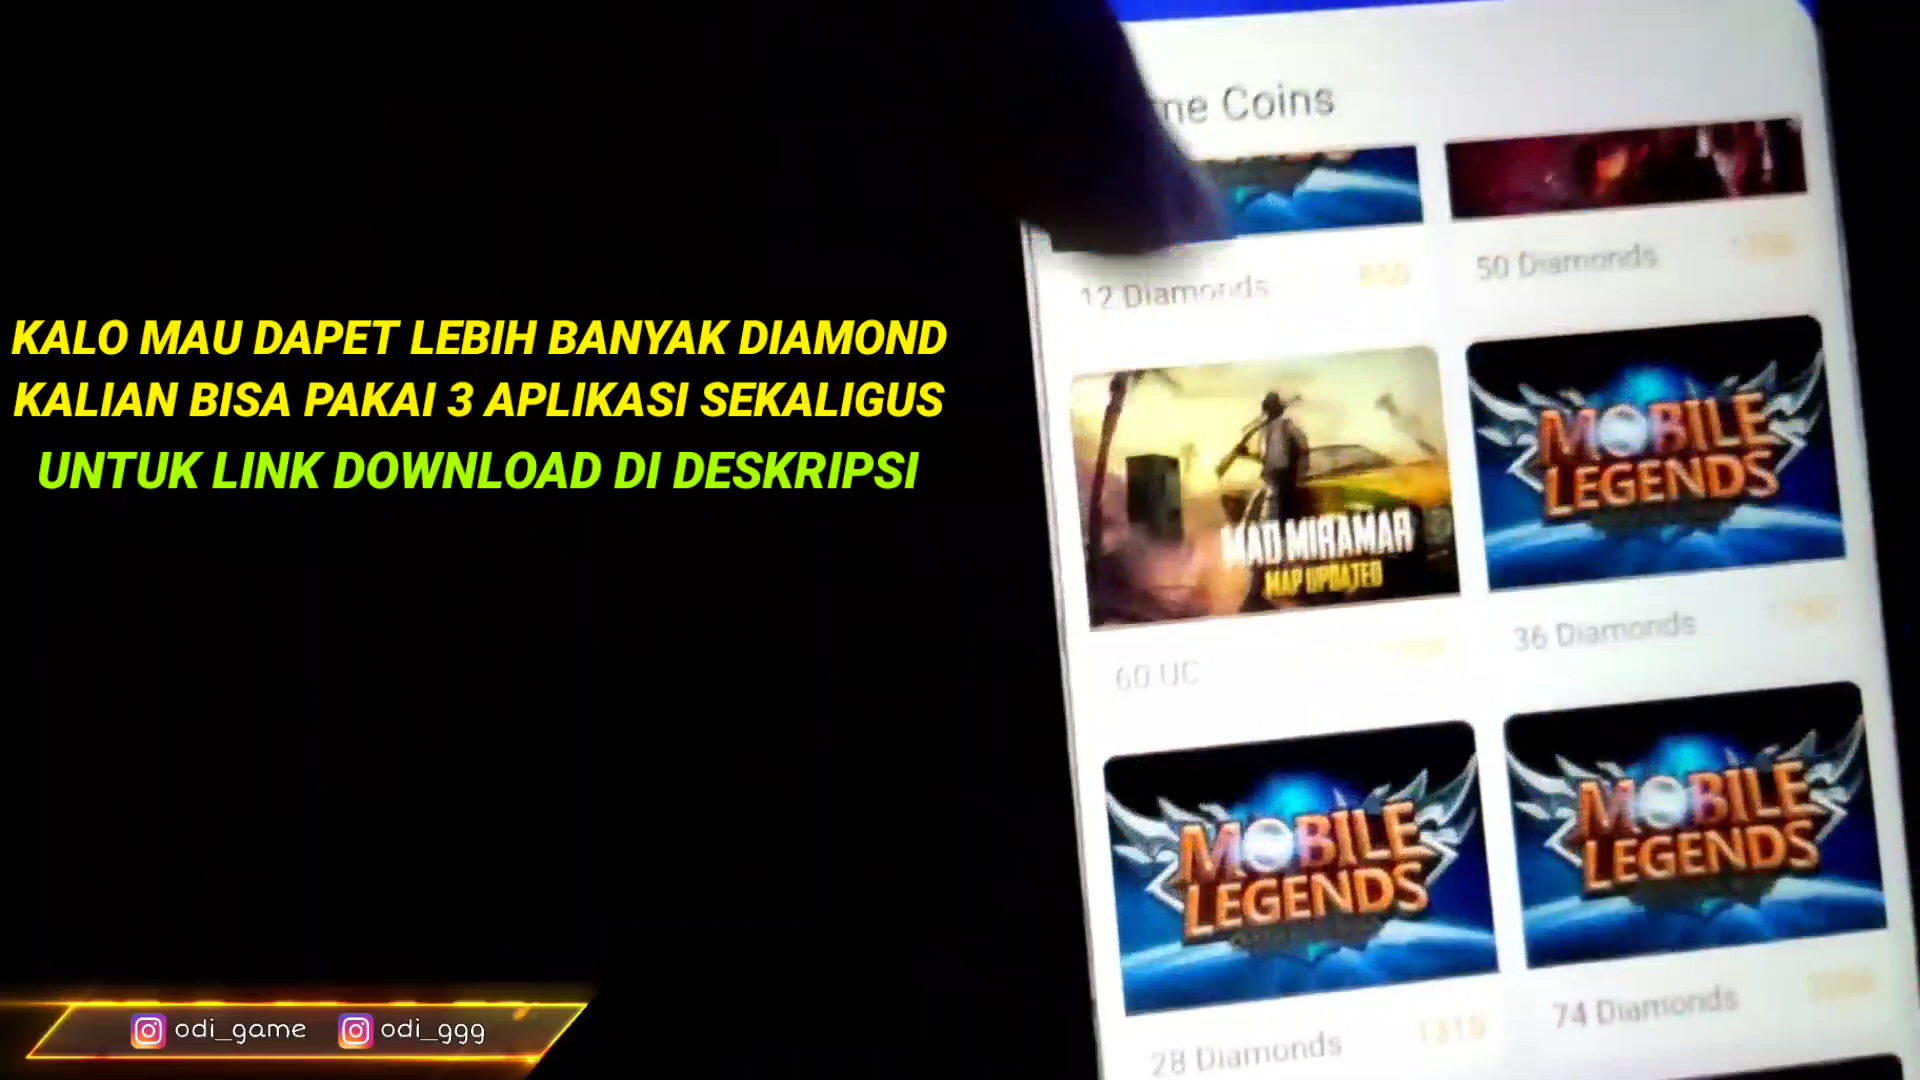 KALO MAU DAPET LEBIH BANYAK DIAMOND
KALIAN BISA PAKAI 3 APLIKASI SEKALIGUS
UNTUK LINK DOWNLOAD DI DESKRIPSI
odi_game odi_ggg
Coins
12 Diamonds
50 Diamonds
MAD MIRAMAR
MAP UPDATED
MOBILE
LEGENDS
60 UC
36 Diamonds
MOBILE
LEGENDS
MOBILE
LEGENDS
28 Diamonds
74 Diamonds